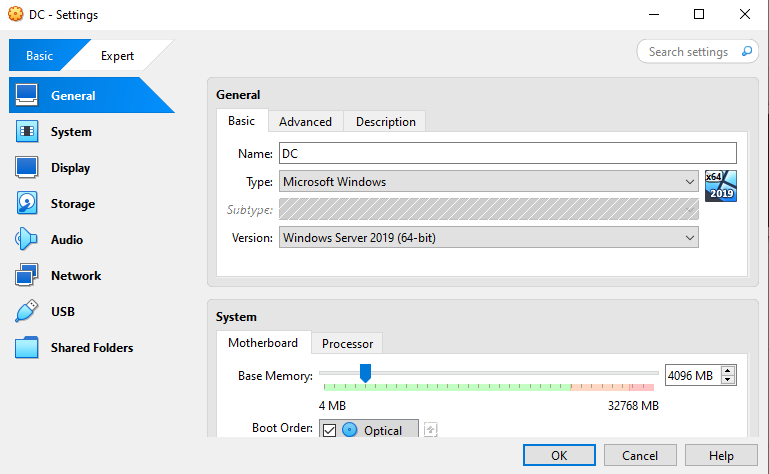 DC - Settings
Basic Expert Search settings
General
System
Display
Storage
Audio
Network
USB
Shared Folders
General
Basic Advanced Description
Name: DC
Type: Microsoft Windows
x64
2019
Subtype:
Version: Windows Server 2019 (64-bit)
System
Motherboard Processor
Base Memory: 4096 MB
4 MB 32768 MB
Boot Order: Optical
OK Cancel Help